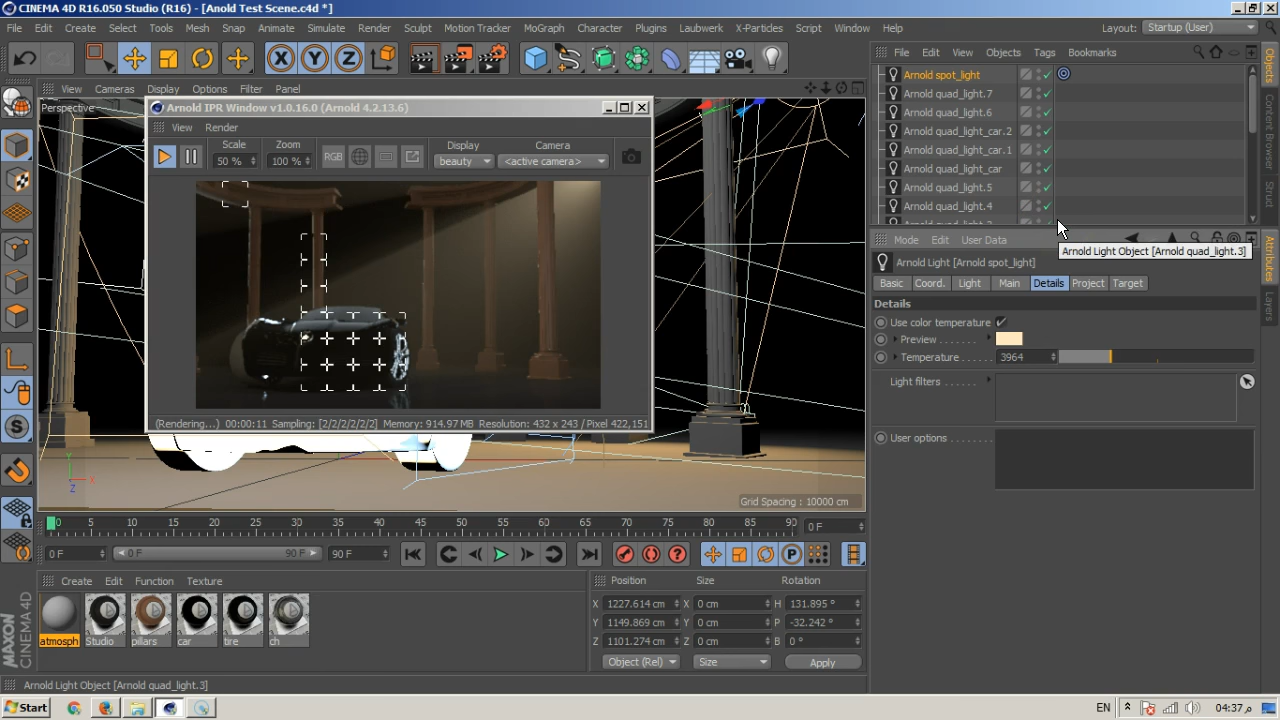 CINEMA 4D R16.050 Studio (R16) - [Anold Test Scene.c4d *]
File Edit Create Select Tools Mesh Snap Animate Simulate Render Sculpt Motion Tracker MoGraph Character Plugins Laubwerk X-Particles Script Window Help Layout: Startup (User)
X Y Z
File Edit View Objects Tags Bookmarks
View Cameras Display Options Filter Panel
Perspective
Arnold IPR Window v1.0.16.0 (Arnold 4.2.13.6)
View Render
Scale Zoom Display Camera
50 % 100 % RGB beauty <active camera>
(Rendering...) 00:00:11 Sampling: [2/2/2/2/2/2] Memory: 914.97 MB Resolution: 432 x 243 / Pixel 422,151
Arnold spot_light
Arnold quad_light.7
Arnold quad_light.6
Arnold quad_light_car.2
Arnold quad_light_car.1
Arnold quad_light_car
Arnold quad_light.5
Arnold quad_light.4
Objects
Content Browser
Struct
Mode Edit User Data
Arnold Light Object [Arnold quad_light.3]
Arnold Light [Arnold spot_light]
Basic Coord. Light Main Details Project Target
Details
Use color temperature
Preview
Temperature 3964
Light filters
User options
Attributes
Layers
Y
X
Z
Grid Spacing : 10000 cm
0 5 10 15 20 25 30 35 40 45 50 55 60 65 70 75 80 85 90 0 F
0 F 0 F 90 F 90 F
Create Edit Function Texture
atmosph Studio pillars car tire ch
Position Size Rotation
X 1227.614 cm X 0 cm H 131.895 °
Y 1149.869 cm Y 0 cm P -32.242 °
Z 1101.274 cm Z 0 cm B 0 °
Object (Rel) Size Apply
MAXON
CINEMA 4D
Arnold Light Object [Arnold quad_light.3]
Start EN 04:37 م